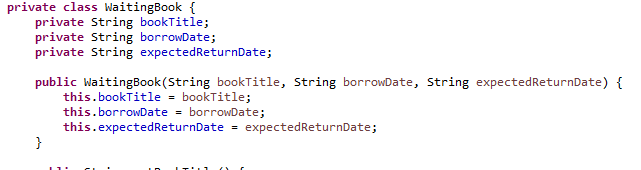 private class WaitingBook {
    private String bookTitle;
    private String borrowDate;
    private String expectedReturnDate;

    public WaitingBook(String bookTitle, String borrowDate, String expectedReturnDate) {
        this.bookTitle = bookTitle;
        this.borrowDate = borrowDate;
        this.expectedReturnDate = expectedReturnDate;
    }